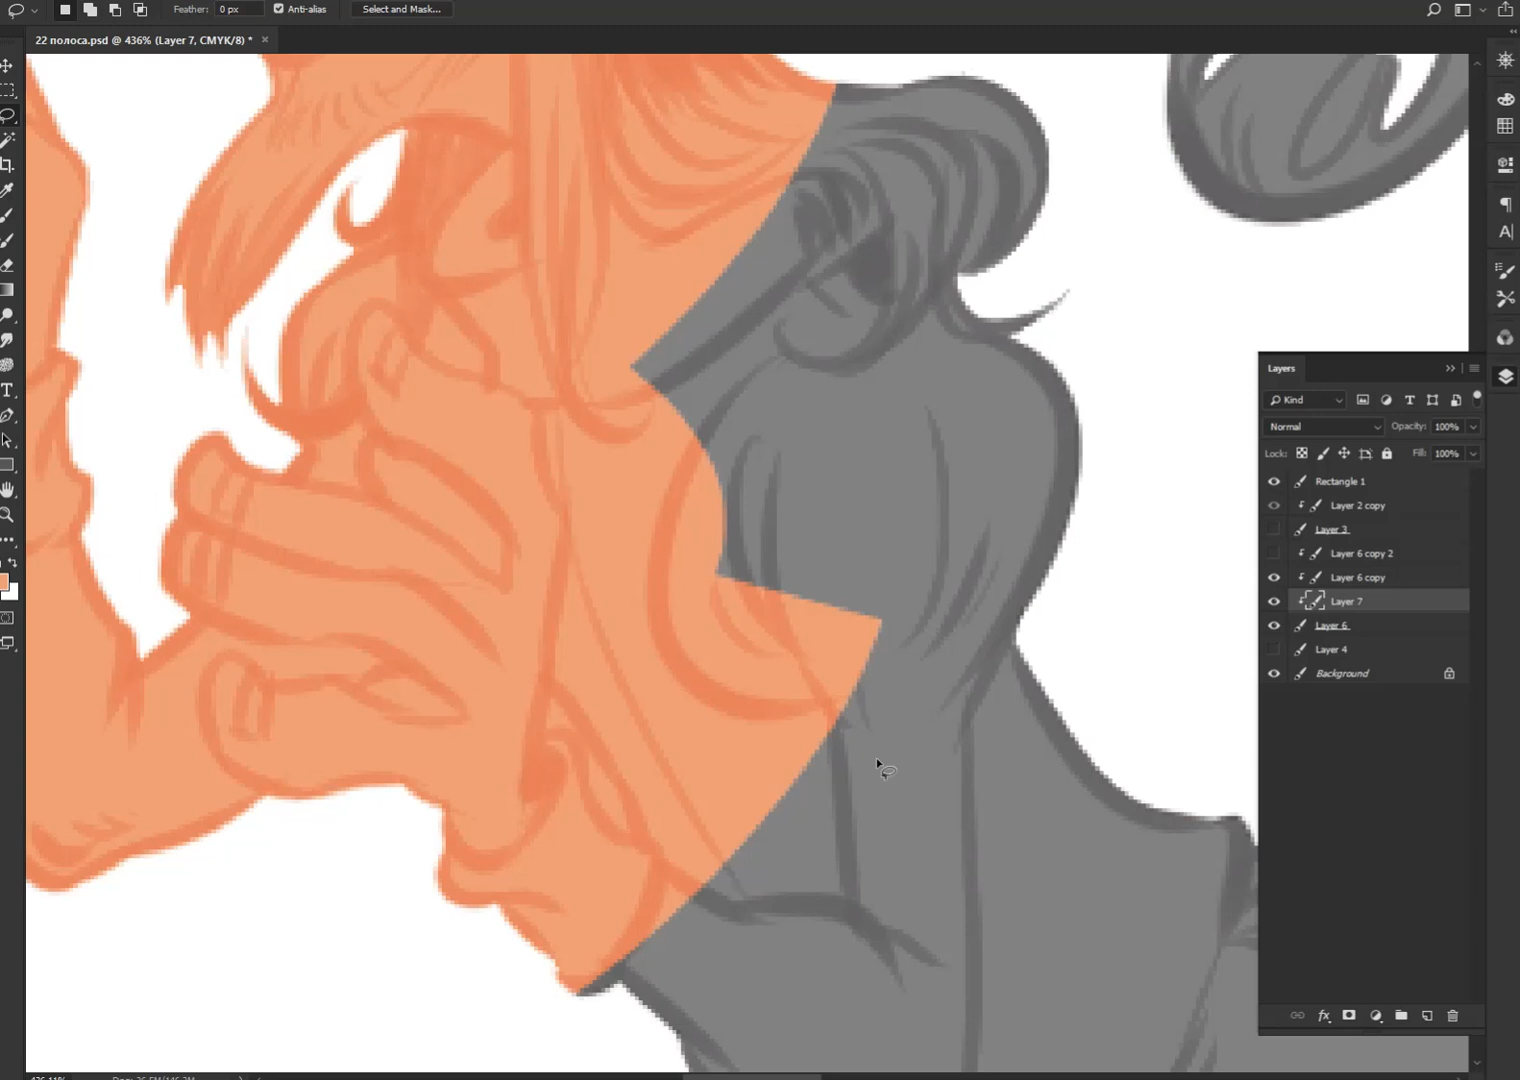 Feather: 0 px Anti-alias Select and Mask...
22 полоса.psd @ 436% (Layer 7, CMYK/8) * ×
Layers
Kind
Normal Opacity: 100%
Lock: Fill: 100%
Rectangle 1
Layer 2 copy
Layer 3
Layer 6 copy 2
Layer 6 copy
Layer 7
Layer 6
Layer 4
Background